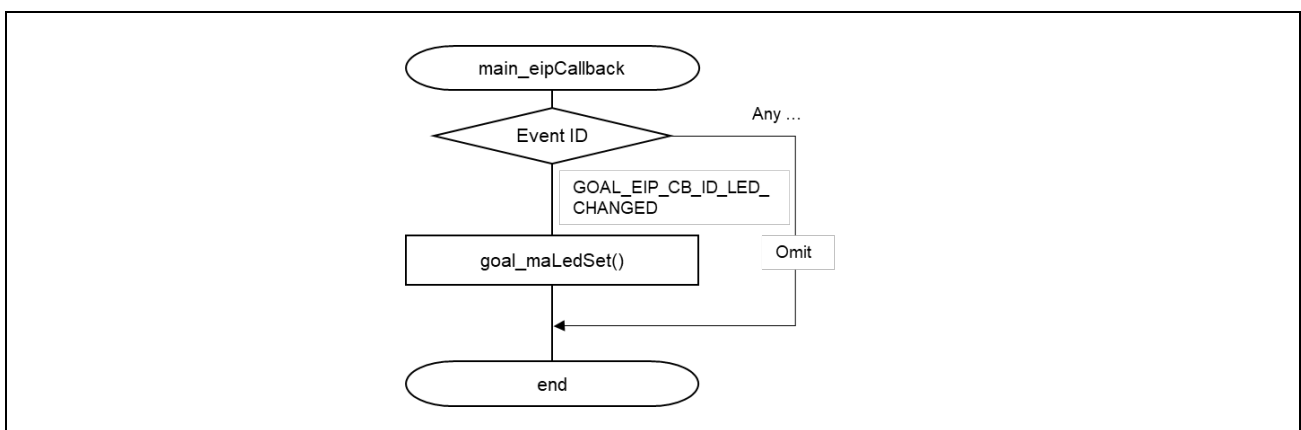 main_eipCallback
Any …
Event ID
GOAL_EIP_CB_ID_LED_
CHANGED
goal_maLedSet()
Omit
end